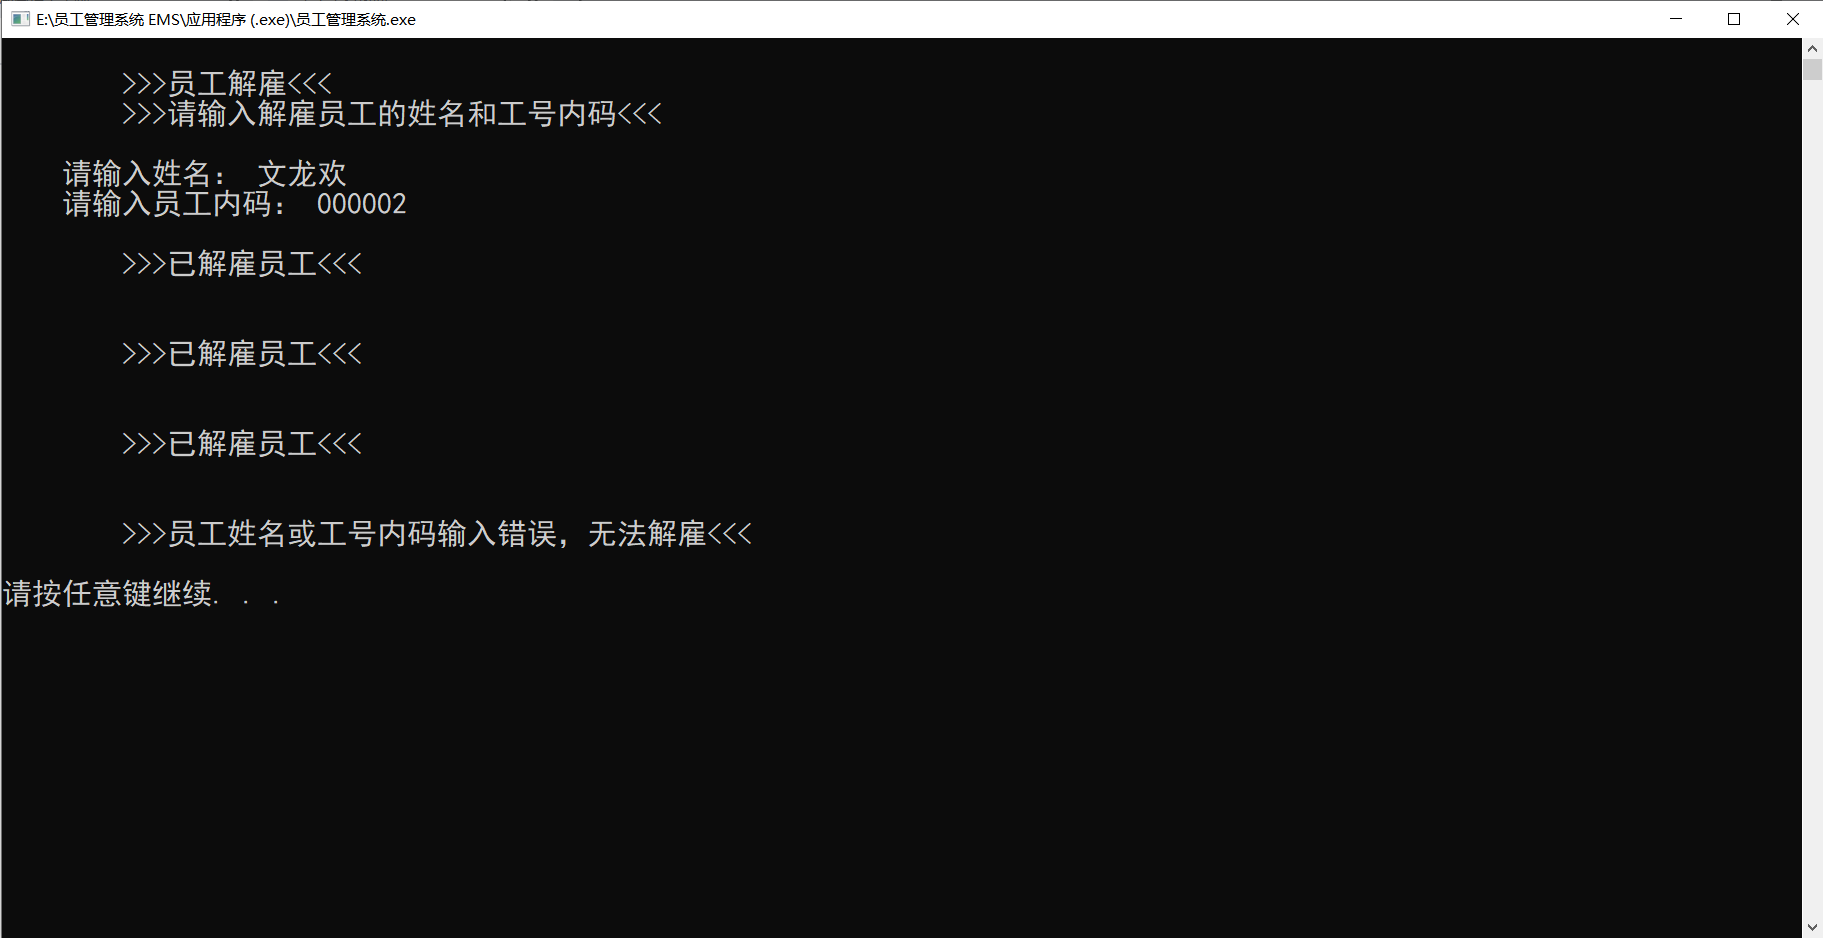 E:\员工管理系统 EMS\应用程序 (.exe)\员工管理系统.exe
>>>员工解雇<<<
>>>请输入解雇员工的姓名和工号内码<<<
请输入姓名： 文龙欢
请输入员工内码： 000002
>>>已解雇员工<<<
>>>已解雇员工<<<
>>>已解雇员工<<<
>>>员工姓名或工号内码输入错误，无法解雇<<<
请按任意键继续. . .